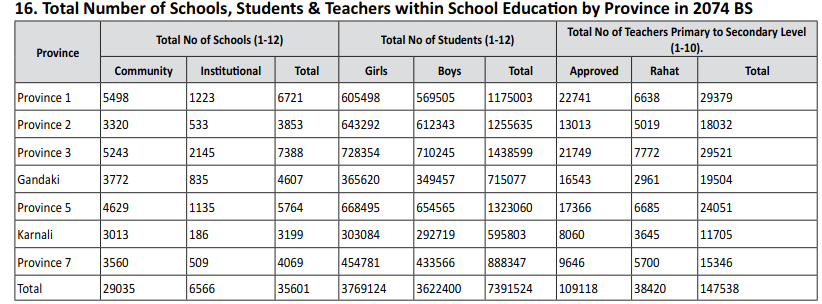 16. Total Number of Schools, Students & Teachers within School Education by Province in 2074 BS
Province Total No of Schools (1-12) Total No of Students (1-12) Total No of Teachers Primary to Secondary Level (1-10).
Community Institutional Total Girls Boys Total Approved Rahat Total
Province 1 5498 1223 6721 605498 569505 1175003 22741 6638 29379
Province 2 3320 533 3853 643292 612343 1255635 13013 5019 18032
Province 3 5243 2145 7388 728354 710245 1438599 21749 7772 29521
Gandaki 3772 835 4607 365620 349457 715077 16543 2961 19504
Province 5 4629 1135 5764 668495 654565 1323060 17366 6685 24051
Karnali 3013 186 3199 303084 292719 595803 8060 3645 11705
Province 7 3560 509 4069 454781 433566 888347 9646 5700 15346
Total 29035 6566 35601 3769124 3622400 7391524 109118 38420 147538